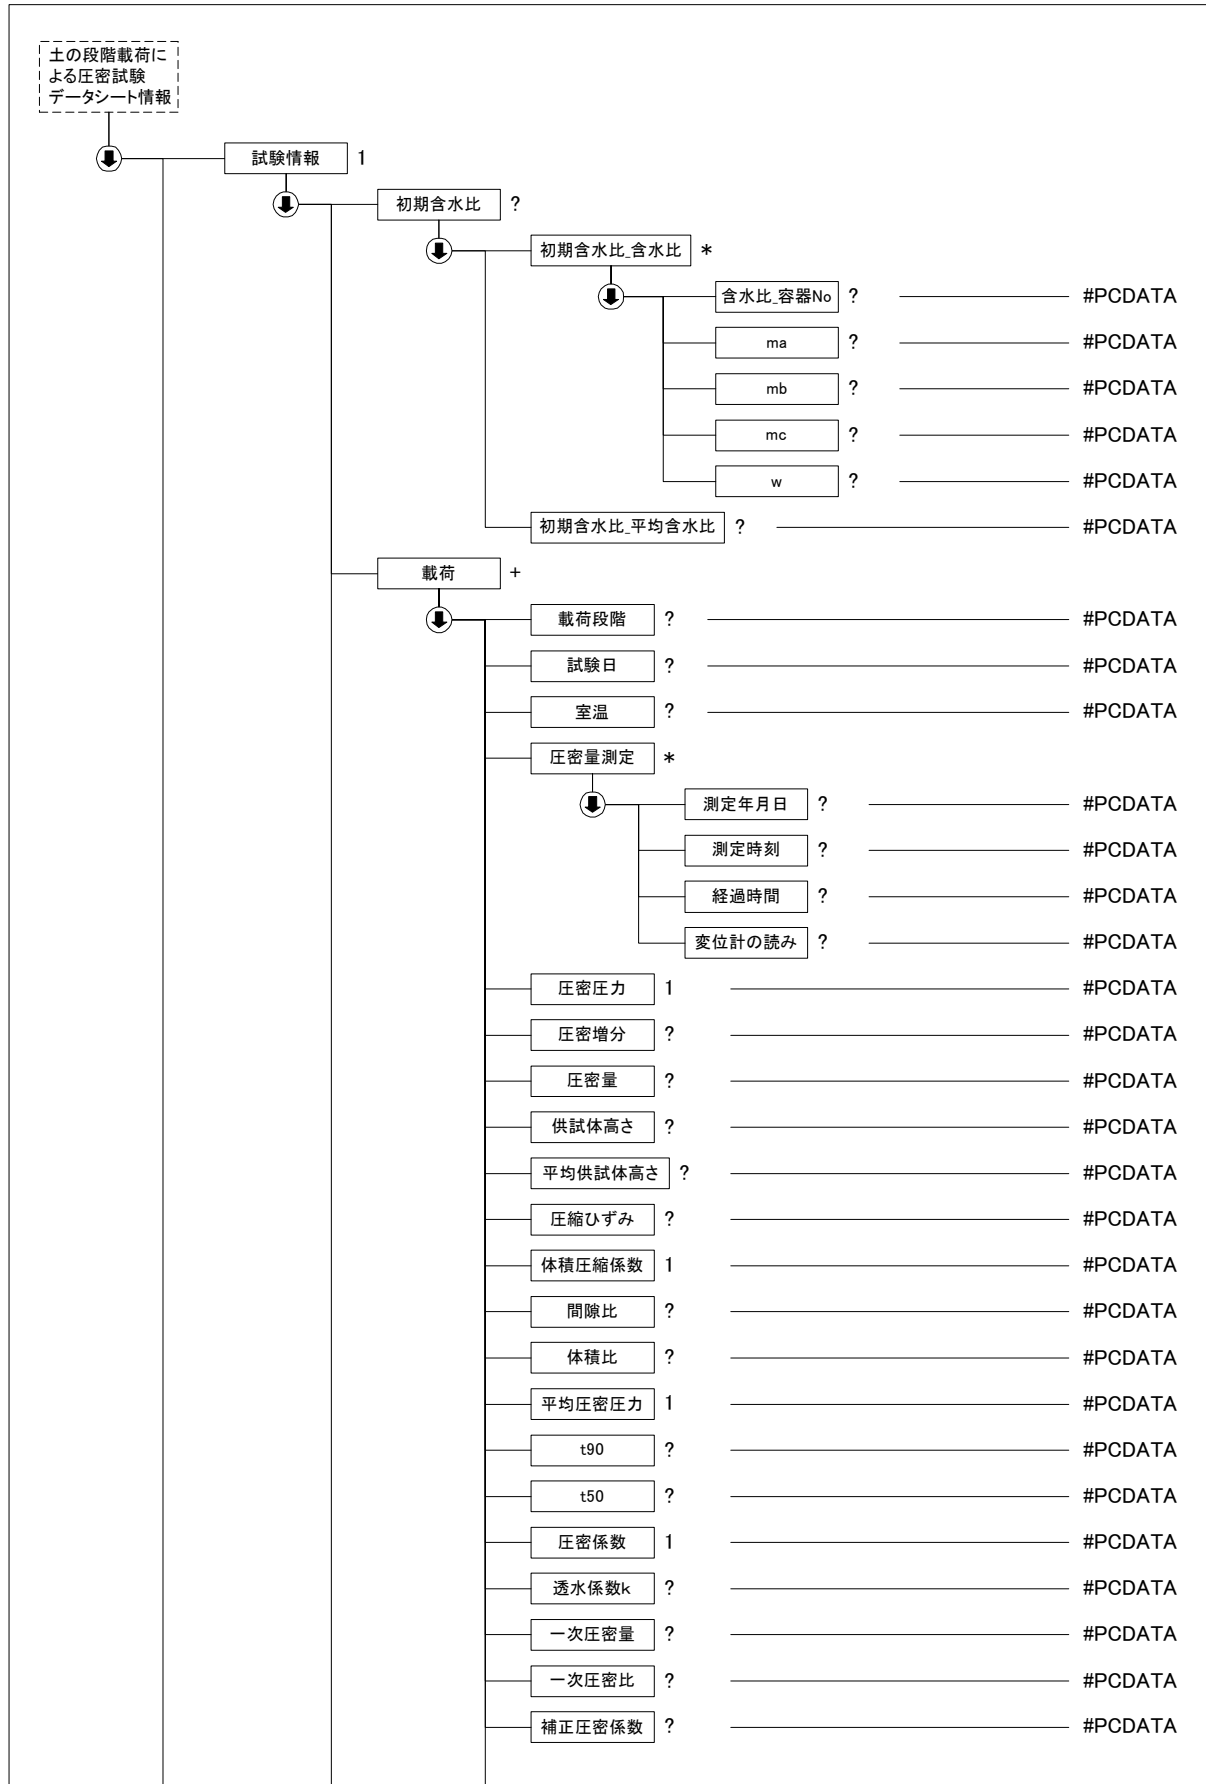 土の段階載荷に
よる圧密試験
データシート情報
試験情報 1
初期含水比 ?
初期含水比_含水比 *
含水比_容器No ? #PCDATA
ma ? #PCDATA
mb ? #PCDATA
mc ? #PCDATA
w ? #PCDATA
初期含水比_平均含水比 ? #PCDATA
載荷 +
載荷段階 ? #PCDATA
試験日 ? #PCDATA
室温 ? #PCDATA
圧密量測定 *
測定年月日 ? #PCDATA
測定時刻 ? #PCDATA
経過時間 ? #PCDATA
変位計の読み ? #PCDATA
圧密圧力 1 #PCDATA
圧密増分 ? #PCDATA
圧密量 ? #PCDATA
供試体高さ ? #PCDATA
平均供試体高さ ? #PCDATA
圧縮ひずみ ? #PCDATA
体積圧縮係数 1 #PCDATA
間隙比 ? #PCDATA
体積比 ? #PCDATA
平均圧密圧力 1 #PCDATA
t90 ? #PCDATA
t50 ? #PCDATA
圧密係数 1 #PCDATA
透水係数k ? #PCDATA
一次圧密量 ? #PCDATA
一次圧密比 ? #PCDATA
補正圧密係数 ? #PCDATA